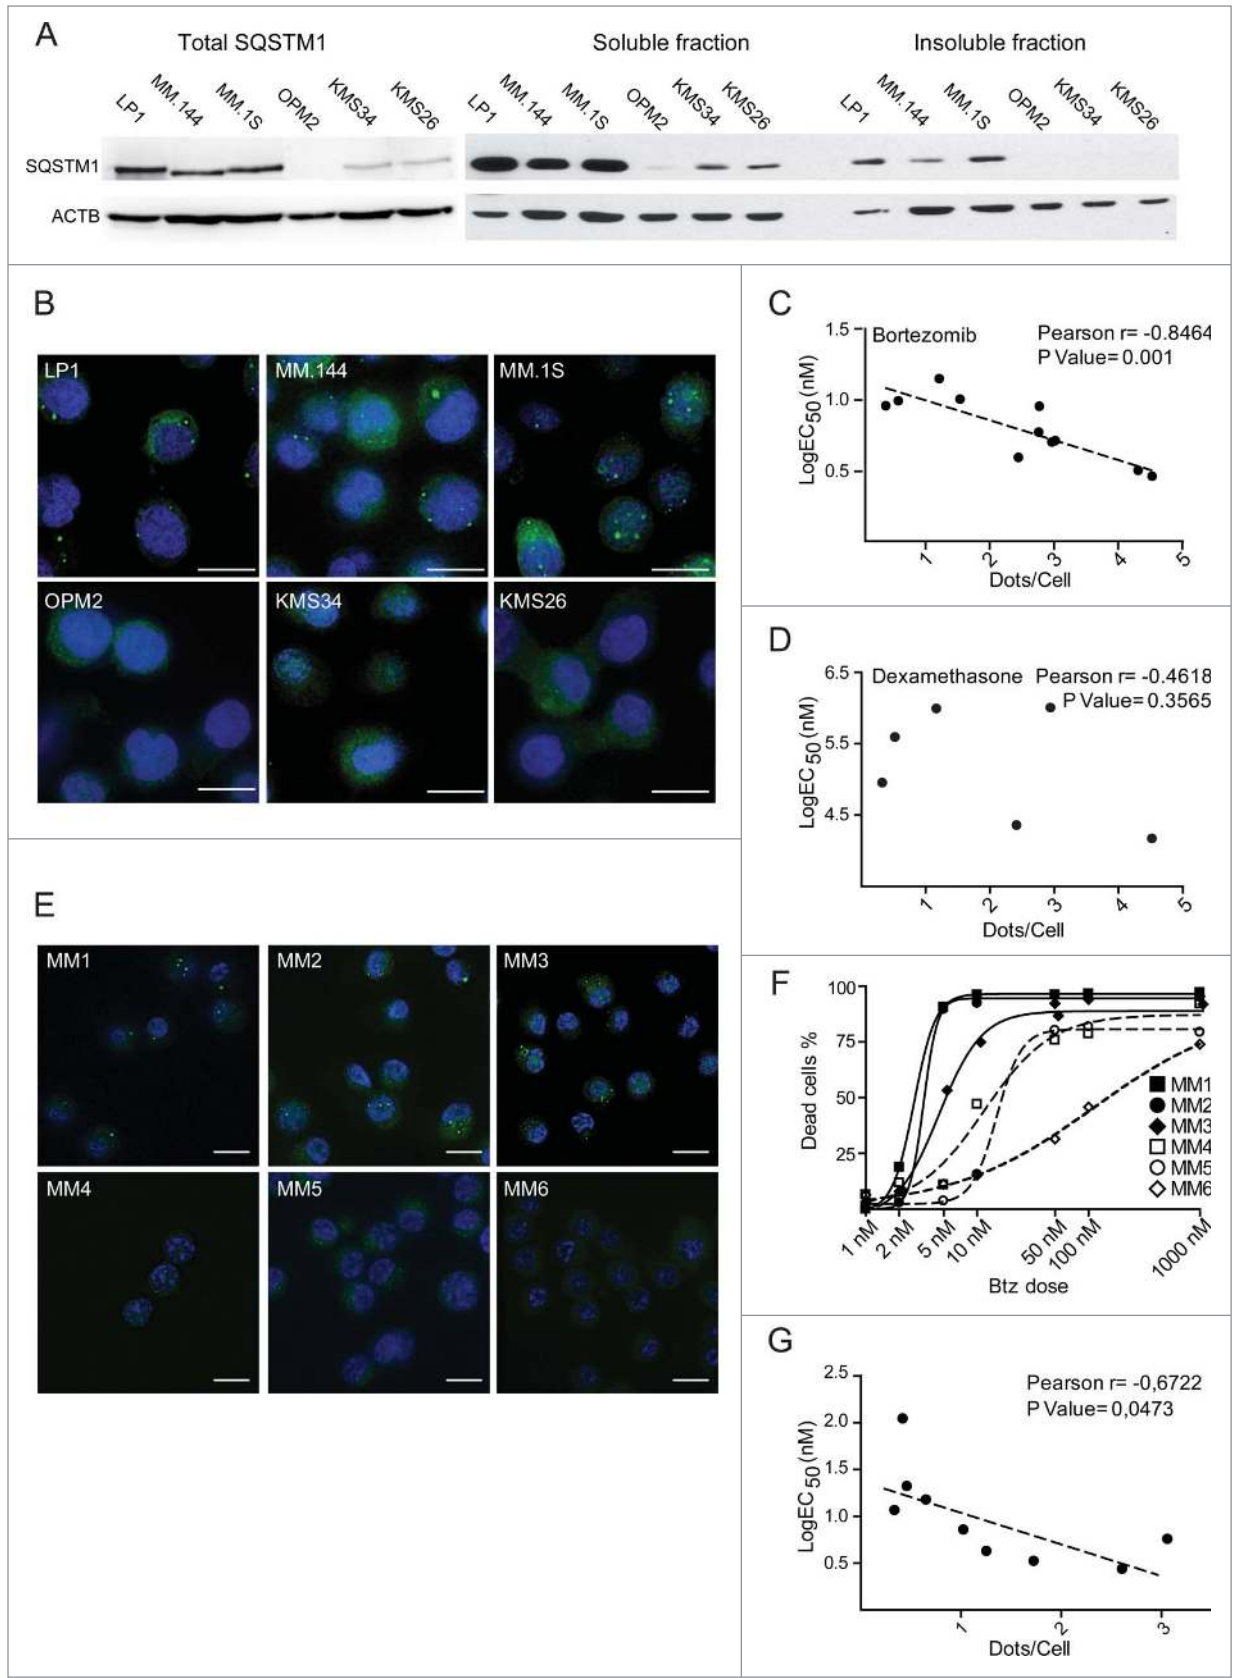 A
Total SQSTM1
Soluble fraction
Insoluble fraction
LP1
MM.144
MM.1S
OPM2
KMS34
KMS26
LP1
MM.144
MM.1S
OPM2
KMS34
KMS26
LP1
MM.144
MM.1S
OPM2
KMS34
KMS26
SQSTM1
ACTB
B
LP1
MM.144
MM.1S
OPM2
KMS34
KMS26
C
Bortezomib
Pearson r= -0.8464
P Value= 0.001
LogEC50 (nM)
1.5
1.0
0.5
1
2
3
4
5
Dots/Cell
D
Dexamethasone
Pearson r= -0.4618
P Value= 0.3565
LogEC50 (nM)
6.5
5.5
4.5
1
2
3
4
5
Dots/Cell
E
MM1
MM2
MM3
MM4
MM5
MM6
F
Dead cells %
100
75
50
25
MM1
MM2
MM3
MM4
MM5
MM6
1 nM
2 nM
5 nM
10 nM
50 nM
100 nM
1000 nM
Btz dose
G
Pearson r= -0,6722
P Value= 0,0473
LogEC50 (nM)
2.5
2.0
1.5
1.0
0.5
1
2
3
Dots/Cell